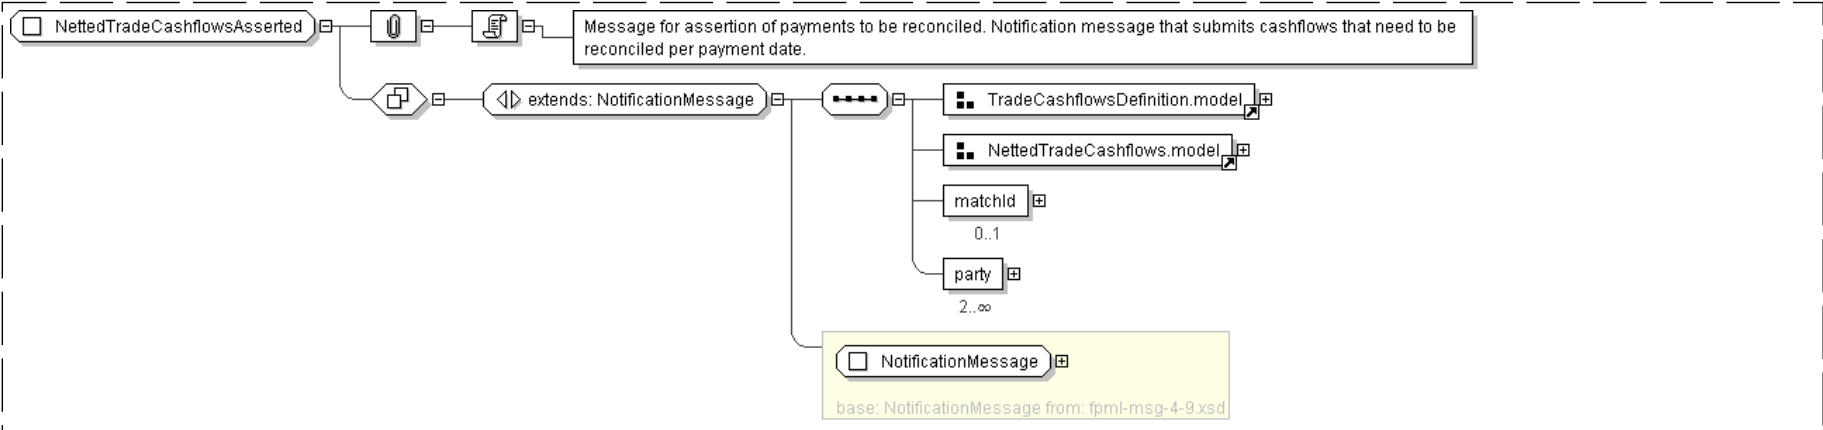 NettedTradeCashflowsAsserted
Message for assertion of payments to be reconciled. Notification message that submits cashflows that need to be
reconciled per payment date.
extends: NotificationMessage
TradeCashflowsDefinition.model
NettedTradeCashflows.model
matchId
0..1
party
2..∞
NotificationMessage
base: NotificationMessage from: fpml-msg-4-9.xsd